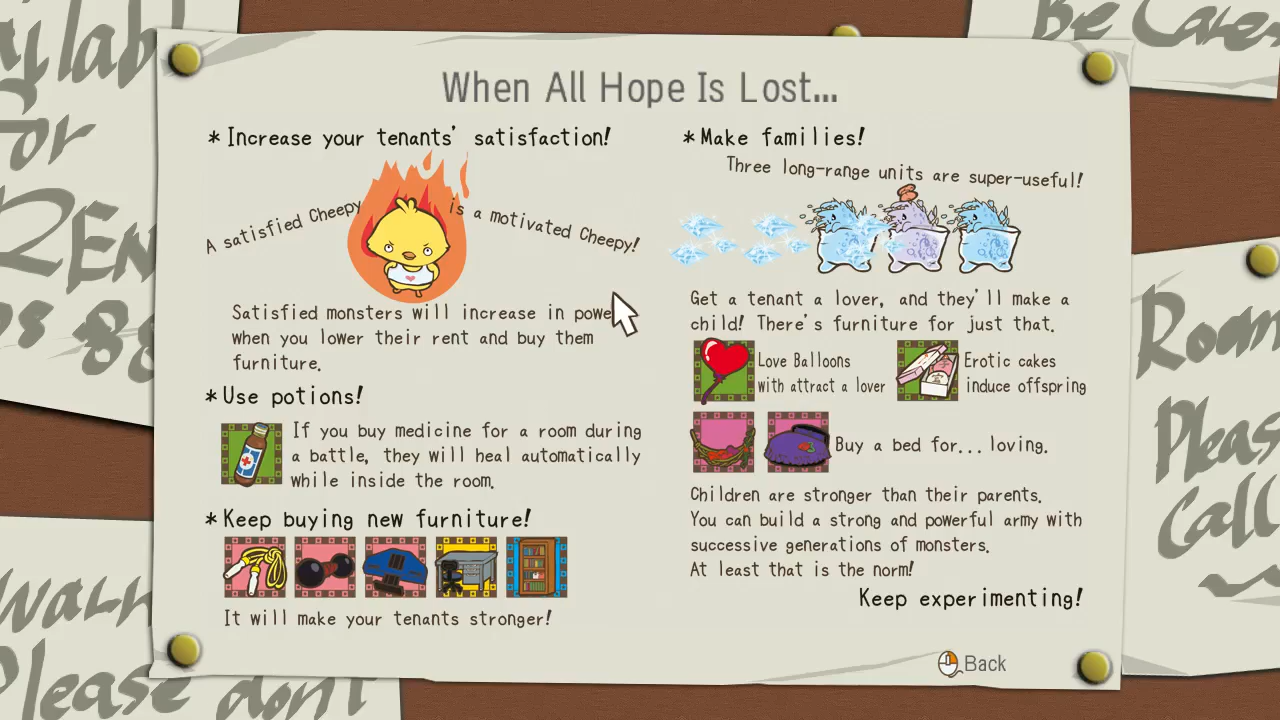 When All Hope Is Lost...
* Increase your tenants' satisfaction!
A satisfied Cheepy is a motivated Cheepy!
Satisfied monsters will increase in powe
when you lower their rent and buy them
furniture.
* Use potions!
If you buy medicine for a room during
a battle, they will heal automatically
while inside the room.
* Keep buying new furniture!
It will make your tenants stronger!
* Make families!
Three long-range units are super-useful!
Get a tenant a lover, and they'll make a
child! There's furniture for just that.
Love Balloons
with attract a lover
Erotic cakes
induce offspring
Buy a bed for... loving.
Children are stronger than their parents.
You can build a strong and powerful army with
successive generations of monsters.
At least that is the norm!
Keep experimenting!
Back
Be
Please
don't
Room
Please
Call